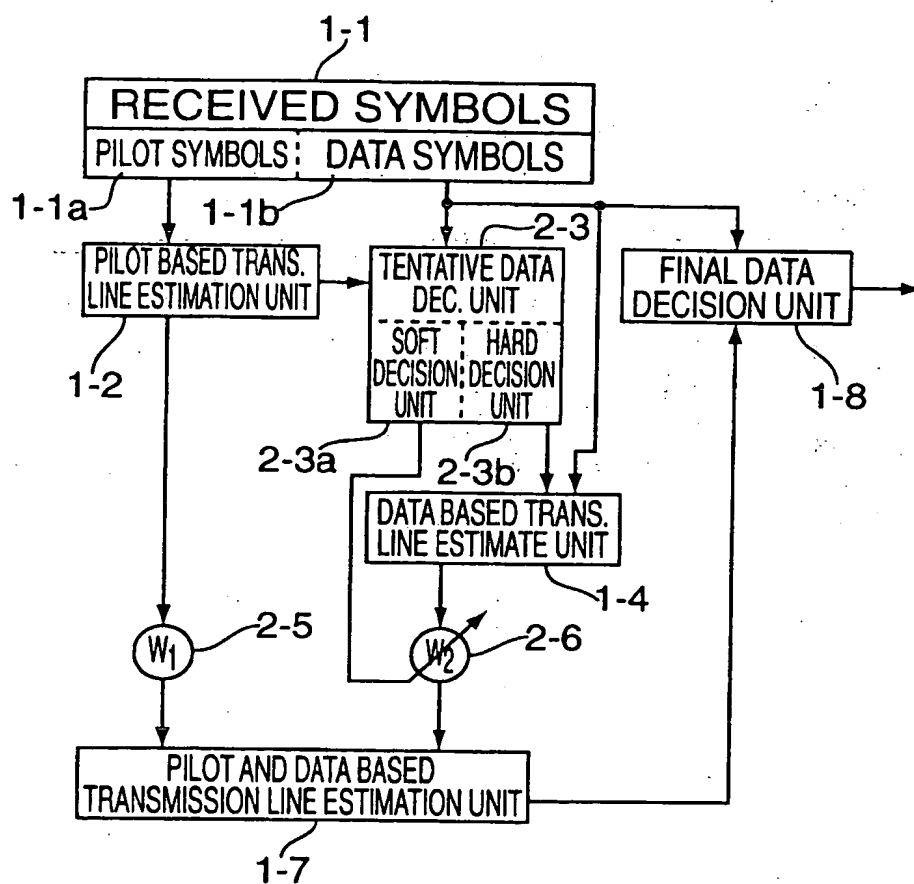 1-1
RECEIVED SYMBOLS
PILOT SYMBOLS
DATA SYMBOLS
1-1a
1-1b
2-3
PILOT BASED TRANS.
LINE ESTIMATION UNIT
TENTATIVE DATA
DEC. UNIT
FINAL DATA
DECISION UNIT
SOFT
DECISION
UNIT
HARD
DECISION
UNIT
1-2
1-8
2-3a
2-3b
DATA BASED TRANS.
LINE ESTIMATE UNIT
1-4
W1
2-5
W2
2-6
PILOT AND DATA BASED
TRANSMISSION LINE ESTIMATION UNIT
1-7